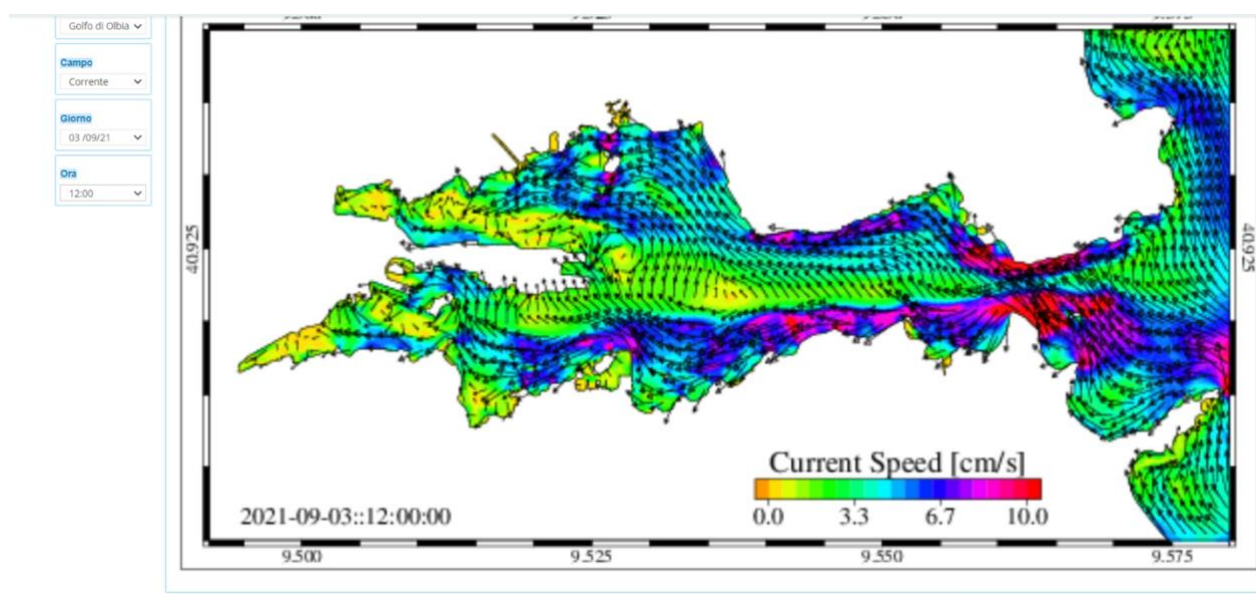 Golfo di Olbia
Campo
Corrente
Giorno
03 /09/21
Ora
12:00
40.925
40.925
Current Speed [cm/s]
0.0 3.3 6.7 10.0
2021-09-03::12:00:00
9.500 9.525 9.550 9.575